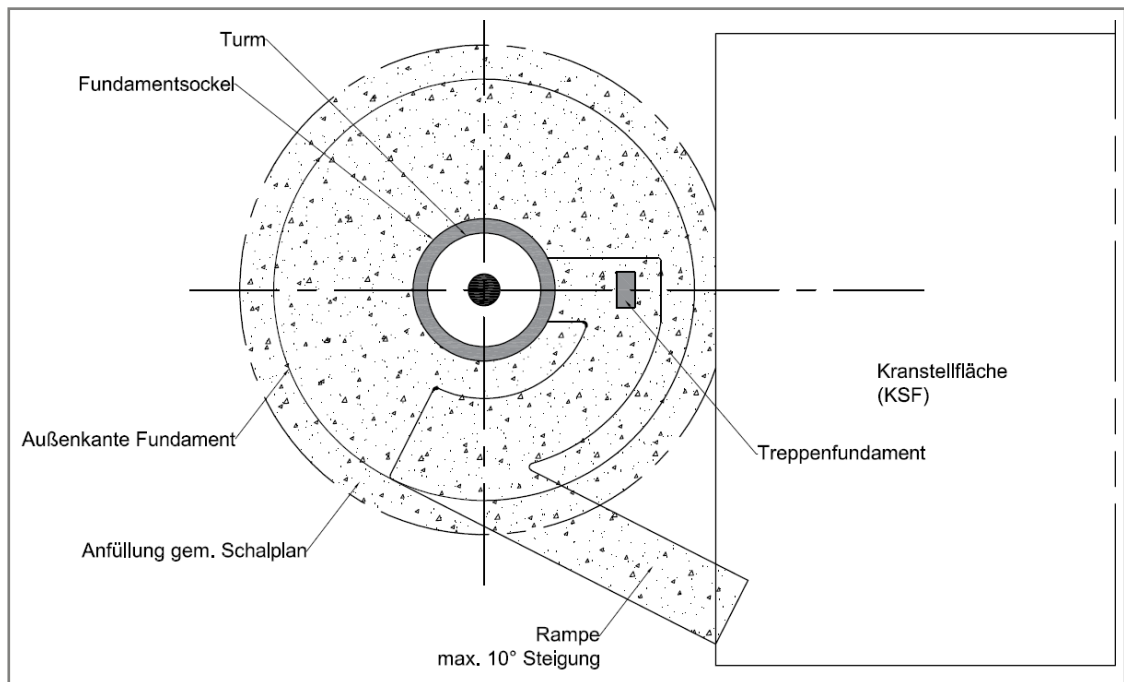 Turm
Fundamentsockel
Kranstellfläche
(KSF)
Außenkante Fundament
Treppenfundament
Anfüllung gem. Schalplan
Rampe
max. 10° Steigung